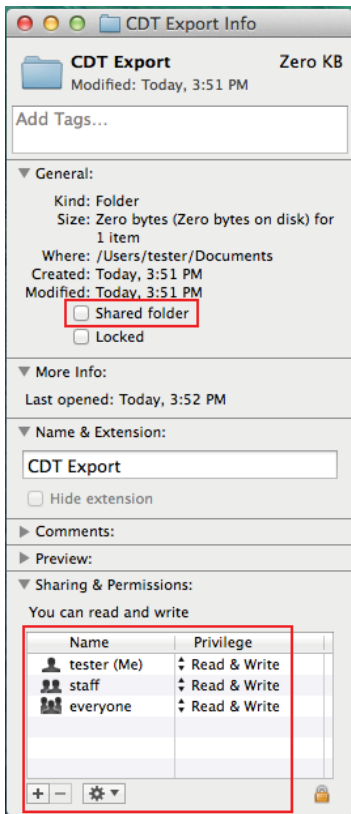 CDT Export Info
CDT Export Zero KB
Modified: Today, 3:51 PM
Add Tags...
General:
Kind: Folder
Size: Zero bytes (Zero bytes on disk) for
1 item
Where: /Users/tester/Documents
Created: Today, 3:51 PM
Modified: Today, 3:51 PM
Shared folder
Locked
More Info:
Last opened: Today, 3:52 PM
Name & Extension:
CDT Export
Hide extension
Comments:
Preview:
Sharing & Permissions:
You can read and write
Name Privilege
tester (Me) Read & Write
staff Read & Write
everyone Read & Write